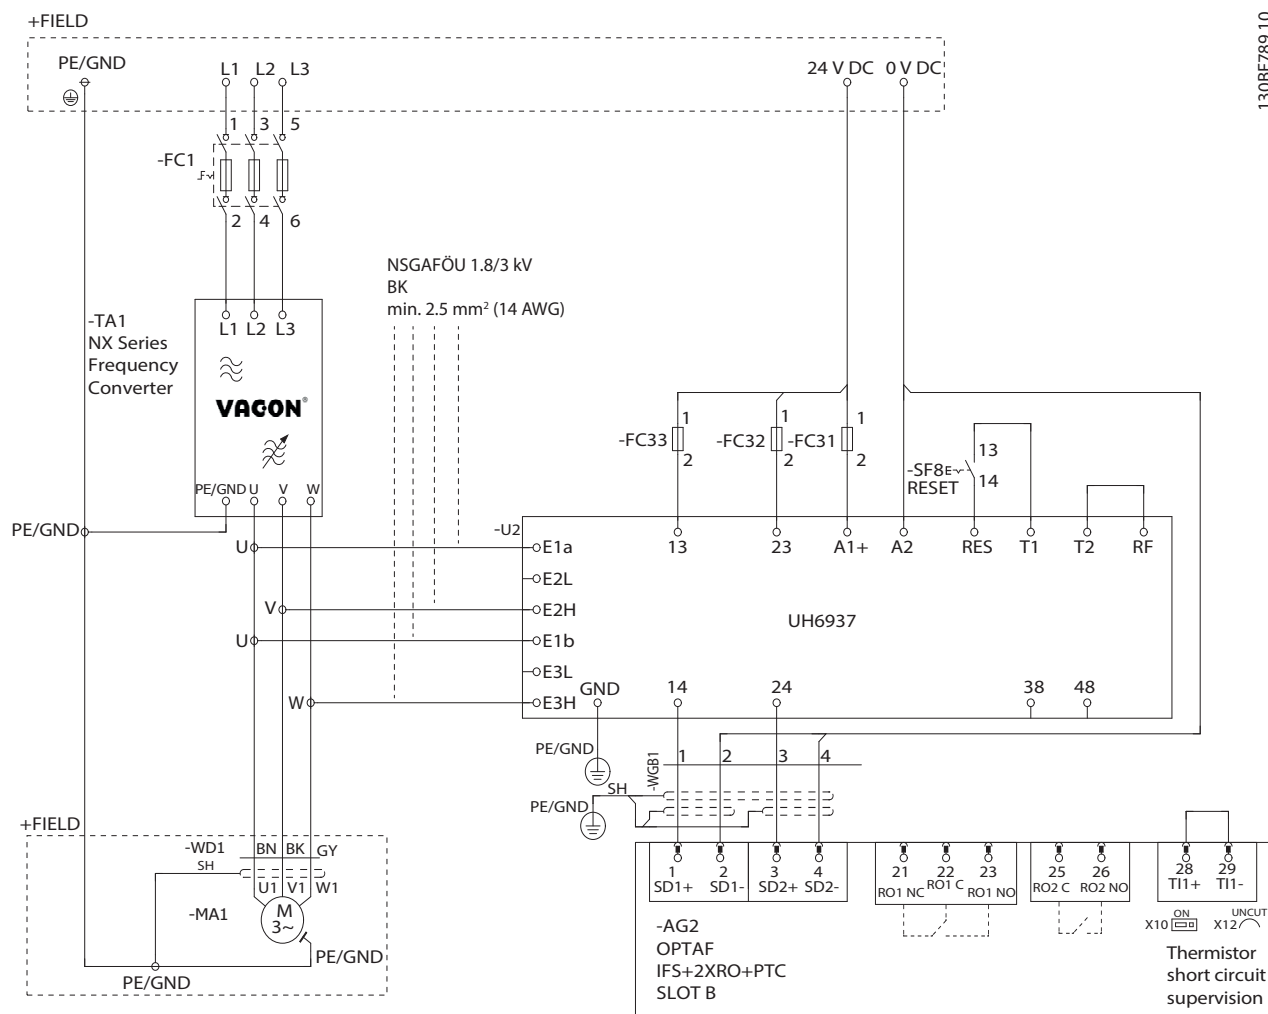 +FIELD
130BE789.10
PE/GND
L1 L2 L3
24 V DC 0 V DC
1 3 5
-FC1
2 4 6
NSGAFÖU 1.8/3 kV
BK
min. 2.5 mm² (14 AWG)
-TA1
NX Series
Frequency
Converter
L1 L2 L3
VACON®
PE/GND U V W
-FC33 1 2
-FC32 1 2
-FC31 1 2
-SF8
RESET
13
14
PE/GND
-U2
13 23 A1+ A2 RES T1 T2 RF
U E1a
E2L
V E2H
U E1b
E3L
W E3H
UH6937
GND 14 24 38 48
PE/GND
-WGB1
1 2 3 4
SH
PE/GND
+FIELD
-WD1 BN BK GY
SH
U1 V1 W1
-MA1
M
3~
PE/GND
PE/GND
1 2 3 4
SD1+ SD1- SD2+ SD2-
21 22 23
RO1 NC RO1 C RO1 NO
25 26
RO2 C RO2 NO
28 29
TI1+ TI1-
X10 ON
X12 UNCUT
-AG2
OPTAF
IFS+2XRO+PTC
SLOT B
Thermistor
short circuit
supervision